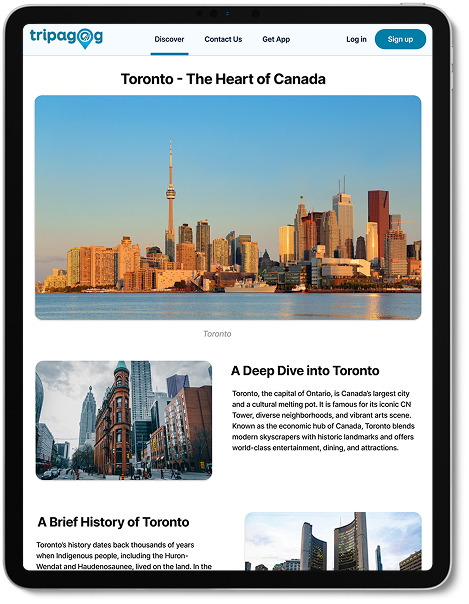 tripagog
Discover
Contact Us
Get App
Log in
Sign up
Toronto - The Heart of Canada
Toronto
A Deep Dive into Toronto
Toronto, the capital of Ontario, is Canada's largest city
and a cultural melting pot. It is famous for its iconic CN
Tower, diverse neighborhoods, and vibrant arts scene.
Known as the economic hub of Canada, Toronto blends
modern skyscrapers with historic landmarks and offers
world-class entertainment, dining, and attractions.
A Brief History of Toronto
Toronto's history dates back thousands of years
when Indigenous people, including the Huron-
Wendat and Haudenosaunee, lived on the land. In the